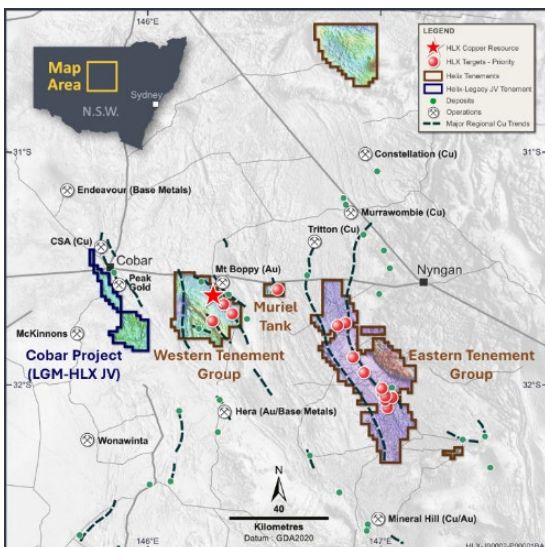 146°E
147°E
Map
Area
Sydney
N.S.W.
LEGEND
HLX Copper Resource
HLX Targets - Priority
Helix Tenements
Helix-Legacy JV Tenement
Deposits
Operations
Major Regional Cu Trends
31°S
31°S
Constellation (Cu)
Endeavour (Base Metals)
Murrawombie (Cu)
Tritton (Cu)
CSA (Cu)
Cobar
Peak
Gold
Mt Boppy (Au)
Nyngan
Muriel
Tank
McKinnons
Cobar Project
(LGM-HLX JV)
Western Tenement
Group
Eastern Tenement
Group
32°S
32°S
Hera (Au/Base Metals)
Wonawinta
N
40
Kilometres
Datum : GDA2020
Mineral Hill (Cu/Au)
146°E
147°E